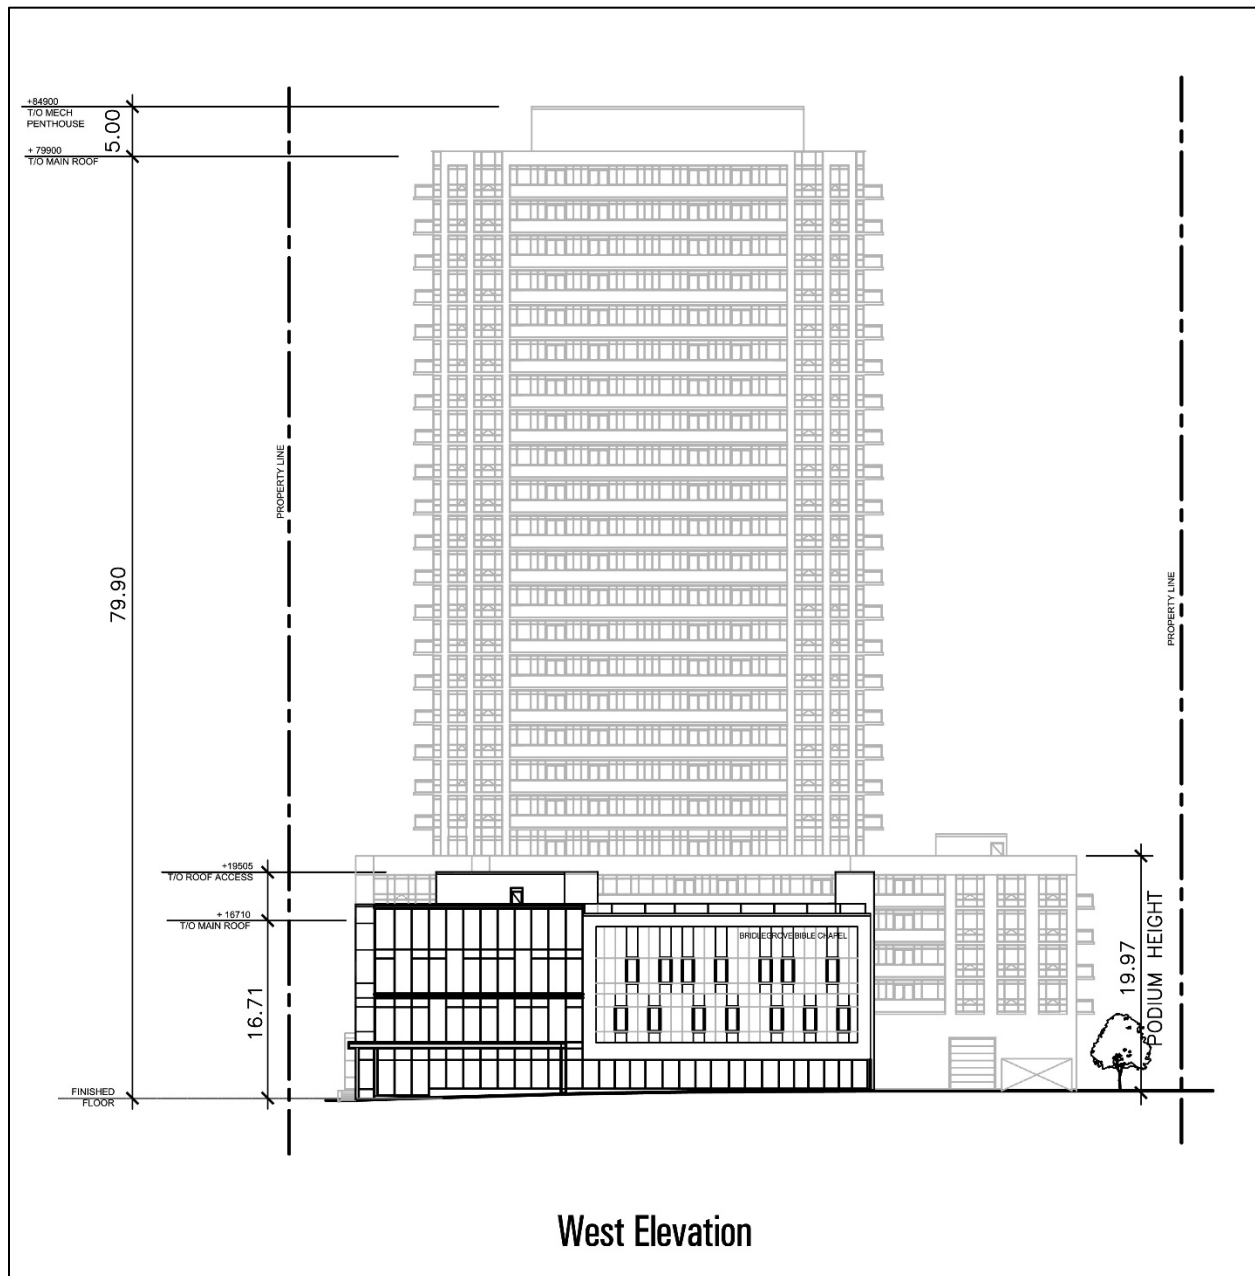 +84900
T/O MECH
PENTHOUSE
5.00
+ 79900
T/O MAIN ROOF
PROPERTY LINE
79.90
PROPERTY LINE
+19505
T/O ROOF ACCESS
+ 16710
T/O MAIN ROOF
BRIDLEGROVE BIBLE CHAPEL
16.71
19.97
PODIUM HEIGHT
FINISHED
FLOOR
West Elevation